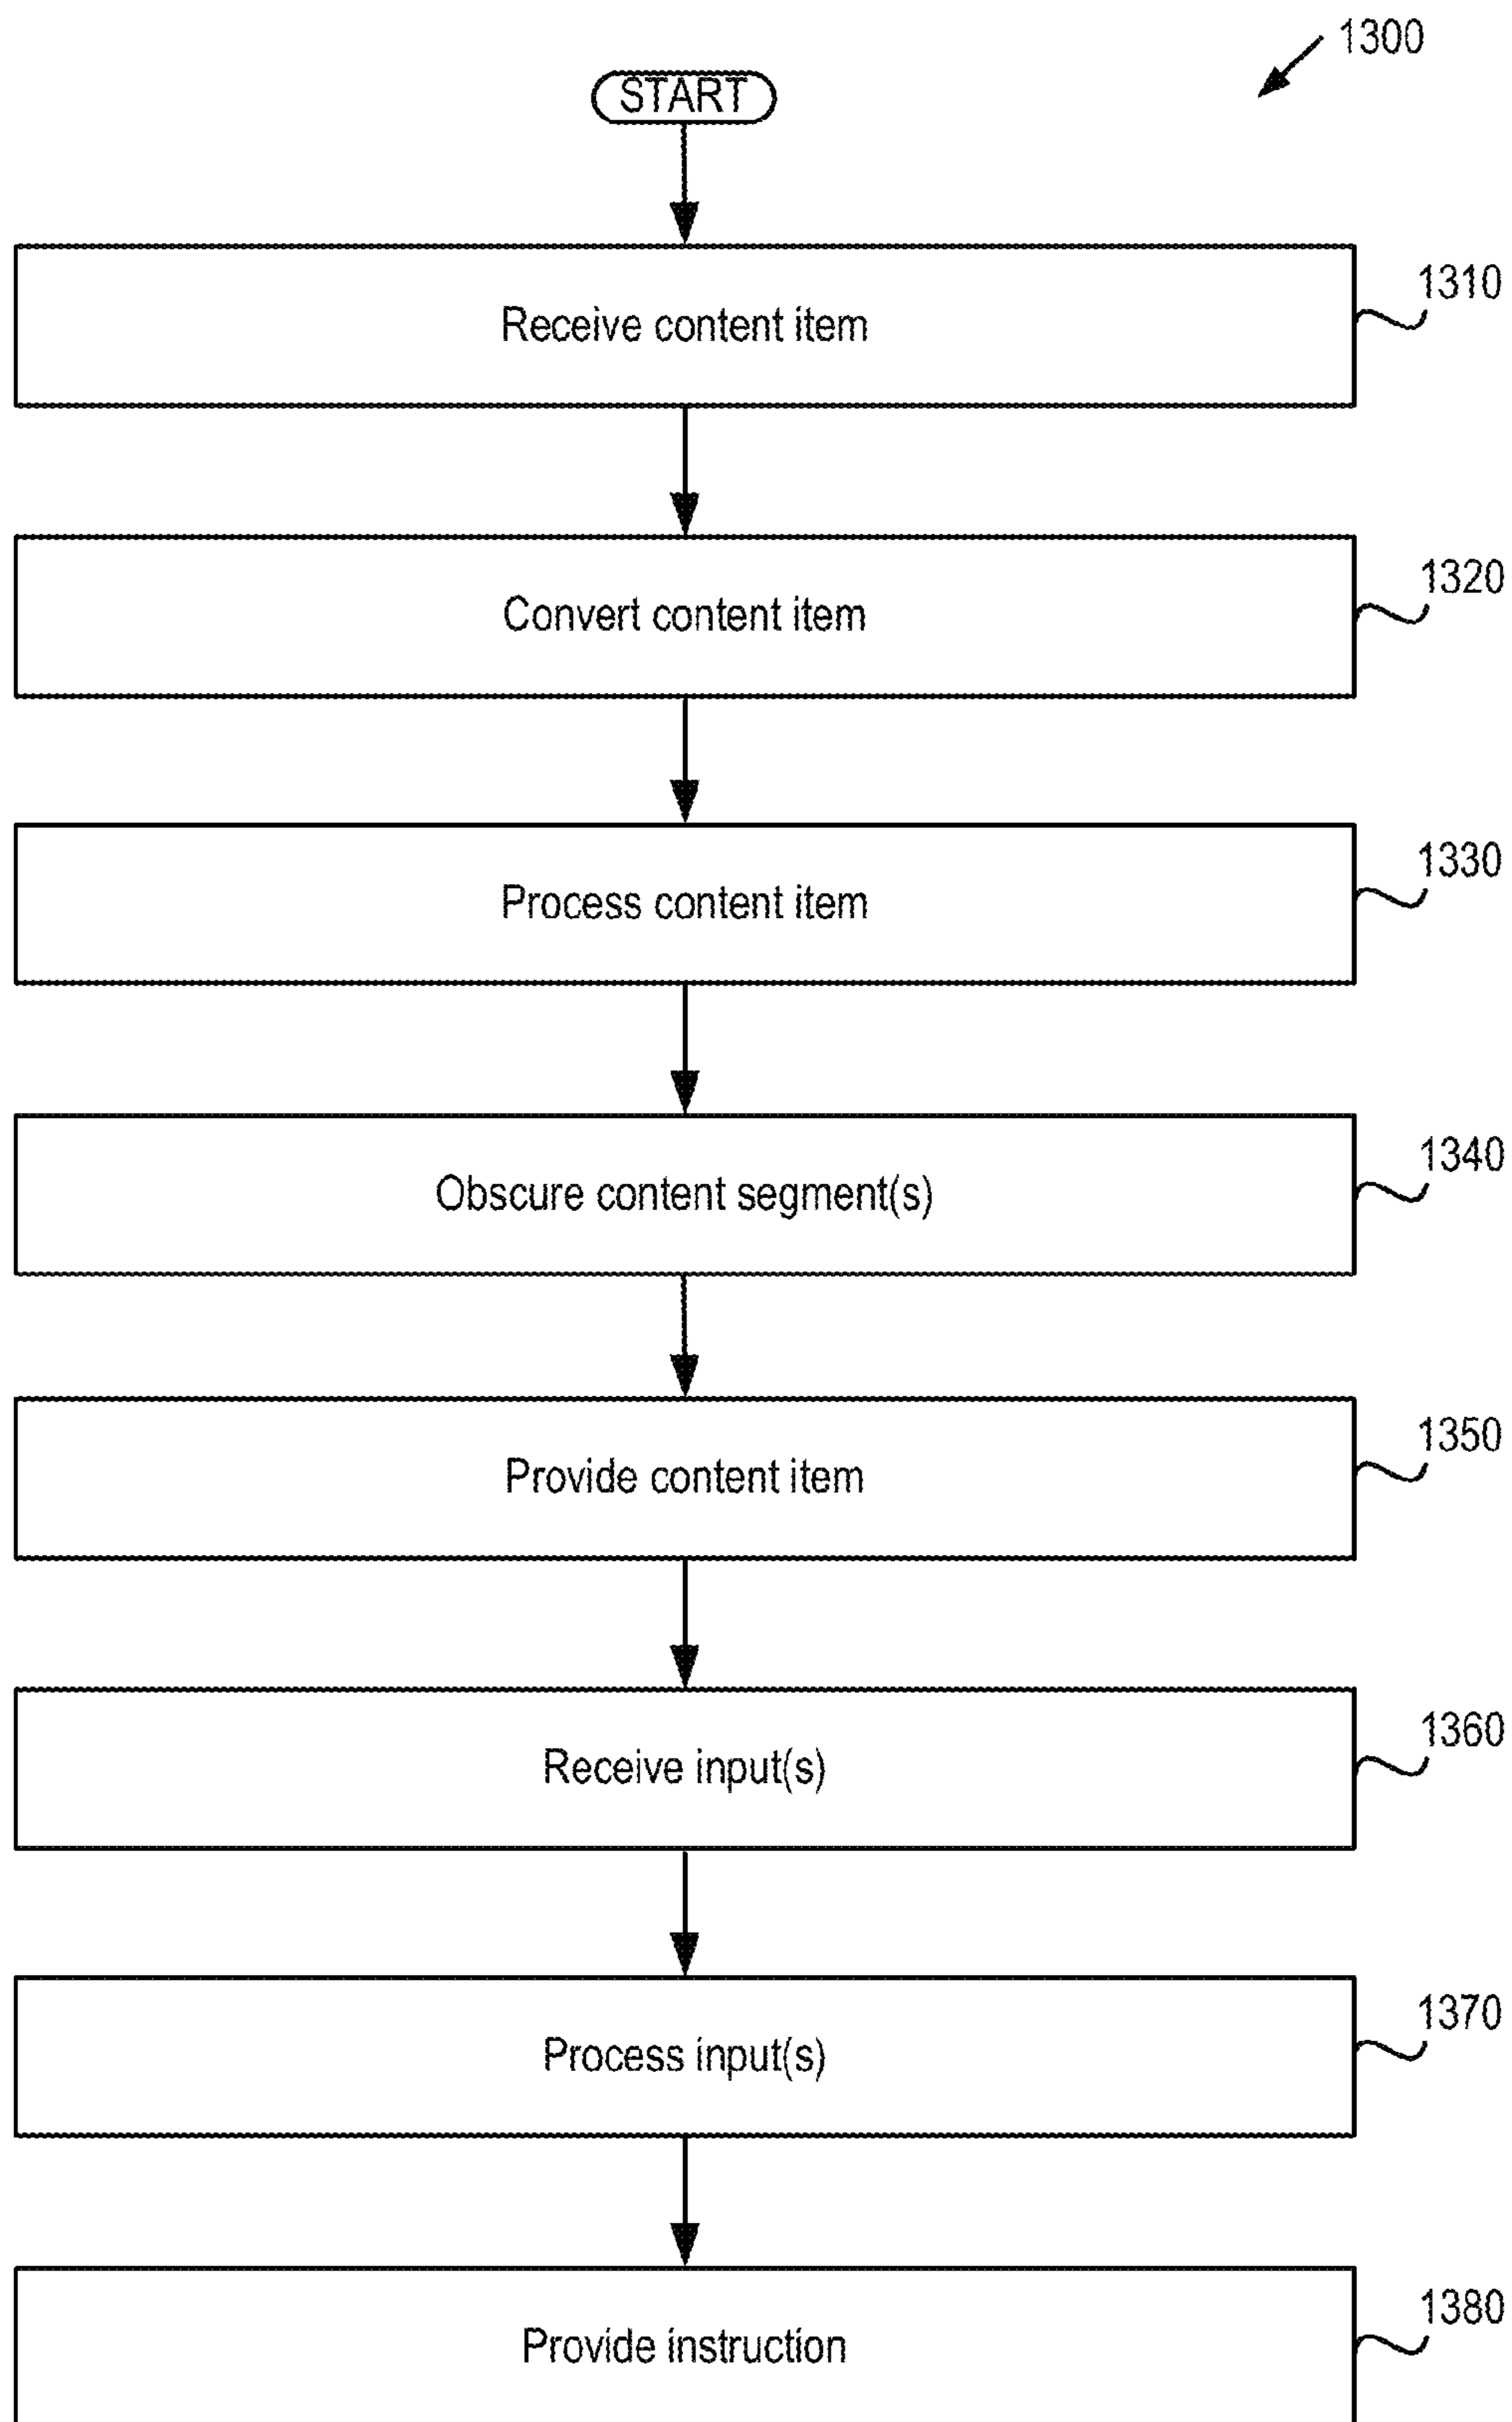 1300
START
Receive content item
1310
Convert content item
1320
Process content item
1330
Obscure content segment(s)
1340
Provide content item
1350
Receive input(s)
1360
Process input(s)
1370
Provide instruction
1380